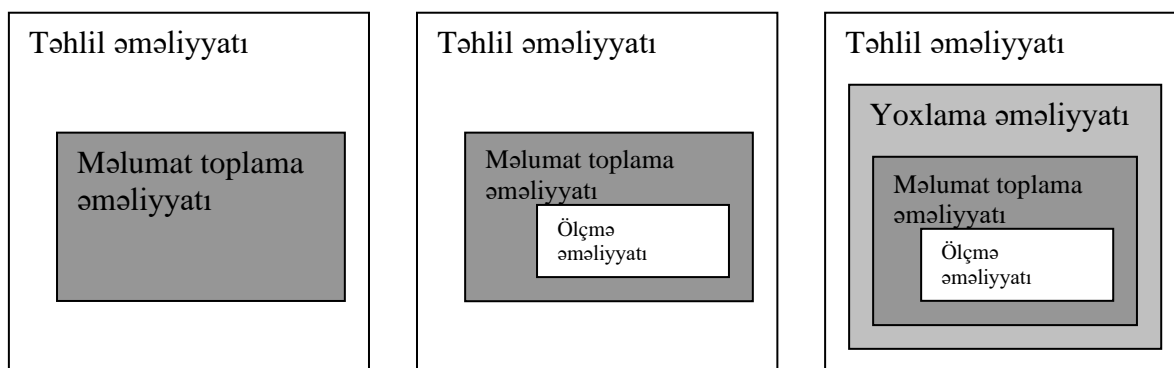 Təhlil əməliyyatı
Məlumat toplama
əməliyyatı
Təhlil əməliyyatı
Məlumat toplama
əməliyyatı
Ölçmə
əməliyyatı
Təhlil əməliyyatı
Yoxlama əməliyyatı
Məlumat toplama
əməliyyatı
Ölçmə
əməliyyatı